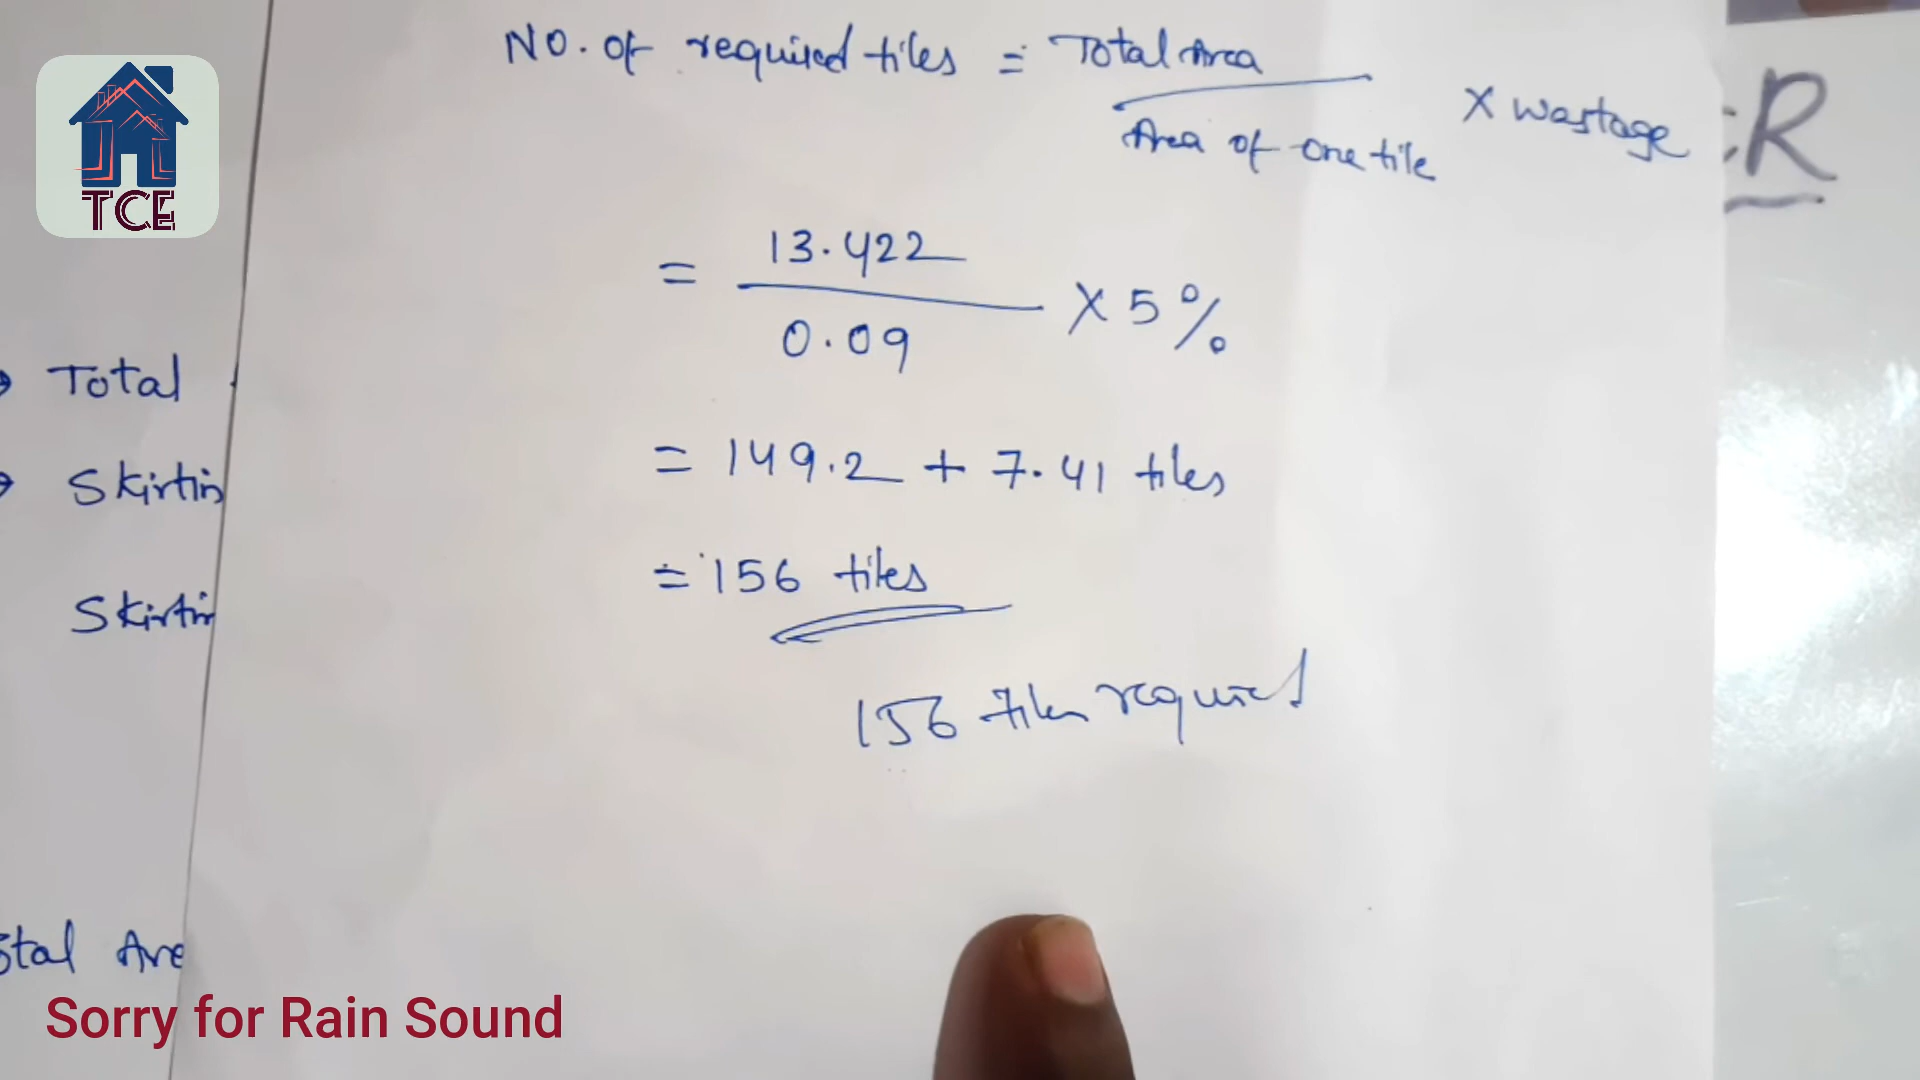 No. of required tiles = Total Area
Area of one tile
X wastage
= 13.422
0.09
X 5%
= 149.2 + 7.41 tiles
= 156 tiles
156 tiles required
R
TCE
Total
Skirtin
Skirtin
otal Are
Sorry for Rain Sound